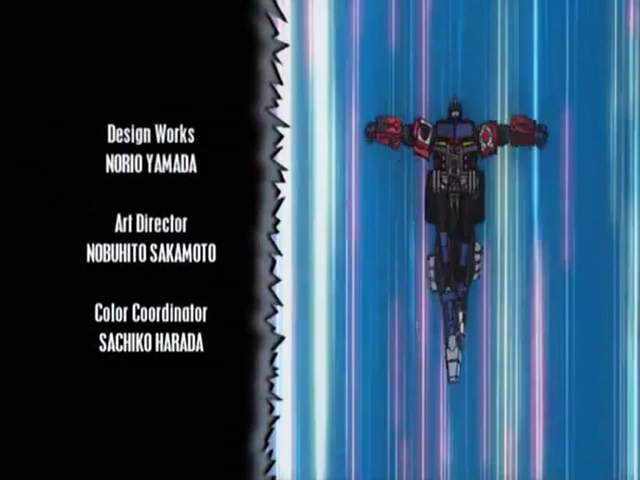 Design Works
NORIO YAMADA
Art Director
NOBUHITO SAKAMOTO
Color Coordinator
SACHIKO HARADA